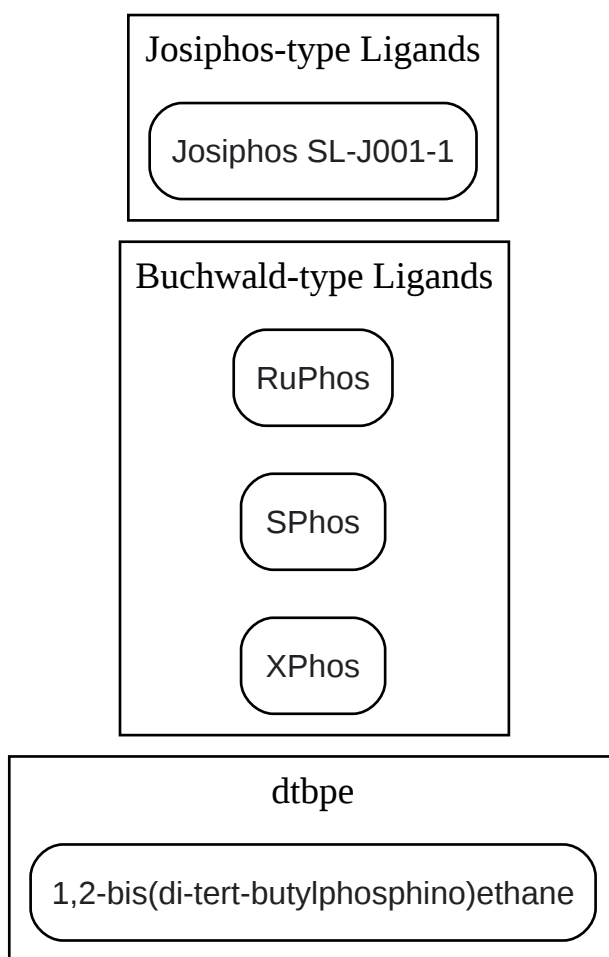 Josiphos-type Ligands
Josiphos SL-J001-1
Buchwald-type Ligands
RuPhos
SPhos
XPhos
dtbpe
1,2-bis(di-tert-butylphosphino)ethane